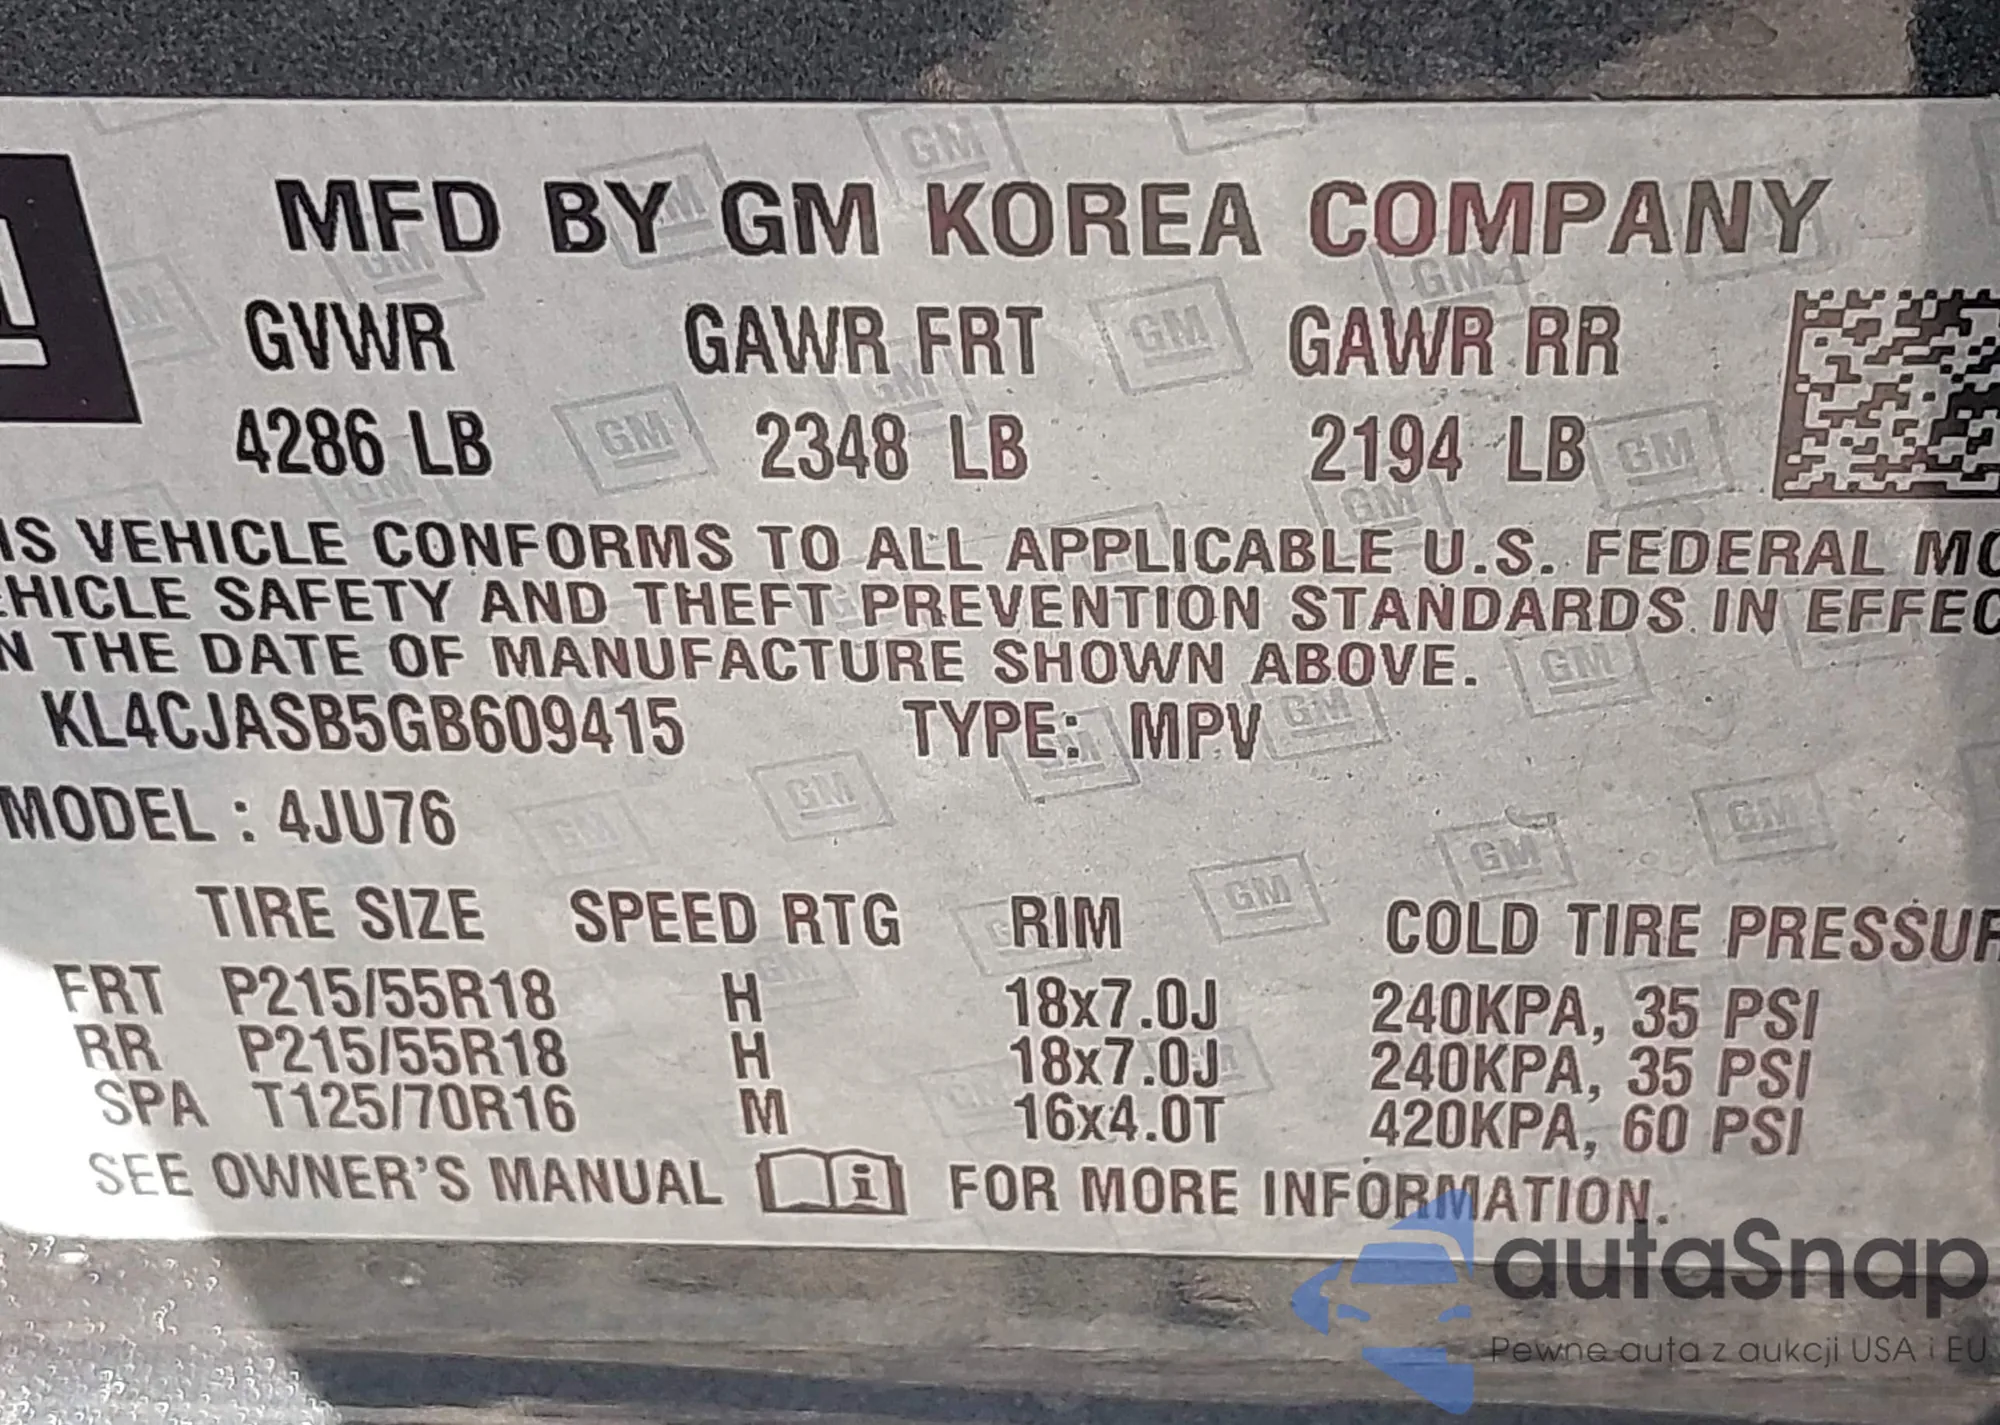 MFD BY GM KOREA COMPANY
GVWR GAWR FRT GAWR RR
4286 LB 2348 LB 2194 LB
IS VEHICLE CONFORMS TO ALL APPLICABLE U.S. FEDERAL MO
EHICLE SAFETY AND THEFT PREVENTION STANDARDS IN EFFEC
N THE DATE OF MANUFACTURE SHOWN ABOVE.
KL4CJASB5GB609415 TYPE: MPV
MODEL : 4JU76
TIRE SIZE SPEED RTG RIM COLD TIRE PRESSUR
FRT P215/55R18 H 18x7.0J 240KPA, 35 PSI
RR P215/55R18 H 18x7.0J 240KPA, 35 PSI
SPA T125/70R16 M 16x4.0T 420KPA, 60 PSI
SEE OWNER'S MANUAL i FOR MORE INFORMATION.
autaSnap
Pewne auta z aukcji USA i EU